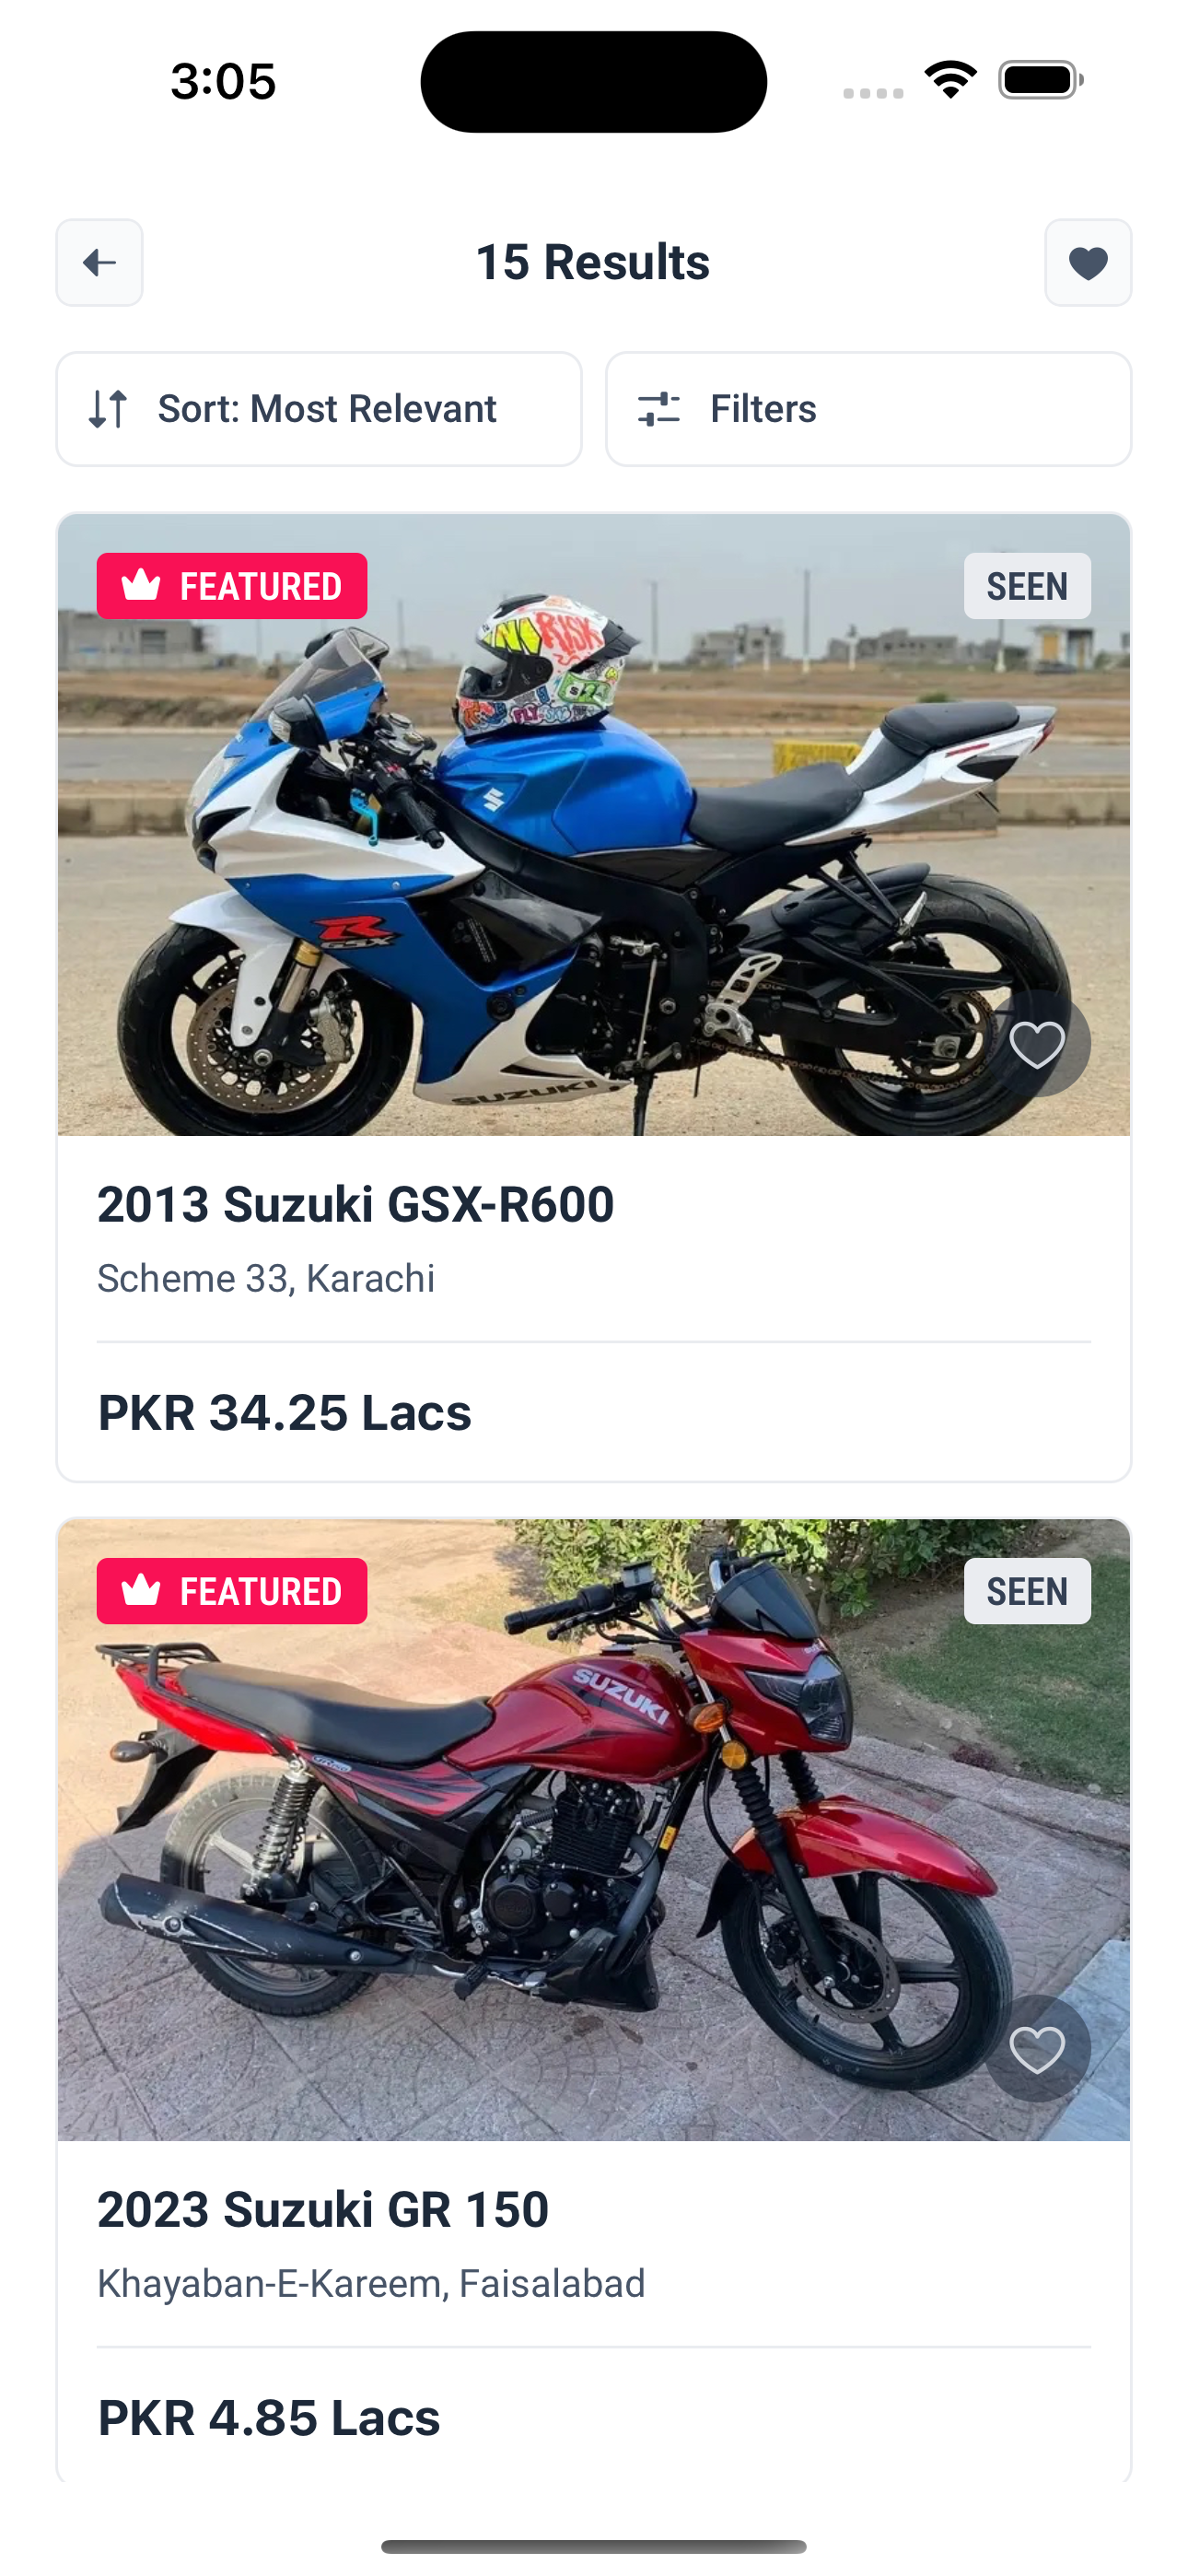 3:05
15 Results
Sort: Most Relevant
Filters
FEATURED
SEEN
RISK
R
GSX
SUZUKI
2013 Suzuki GSX-R600
Scheme 33, Karachi
PKR 34.25 Lacs
FEATURED
SEEN
SUZUKI
2023 Suzuki GR 150
Khayaban-E-Kareem, Faisalabad
PKR 4.85 Lacs